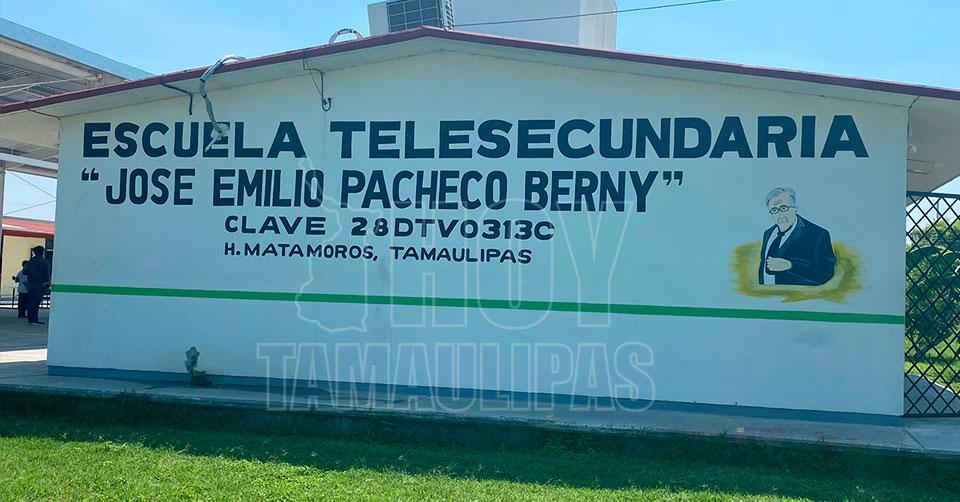 ESCUELA TELESECUNDARIA
“JOSE EMILIO PACHECO BERNY”
CLAVE 28DTV0313C
H. MATAMOROS, TAMAULIPAS
HOY
TAMAULIPAS